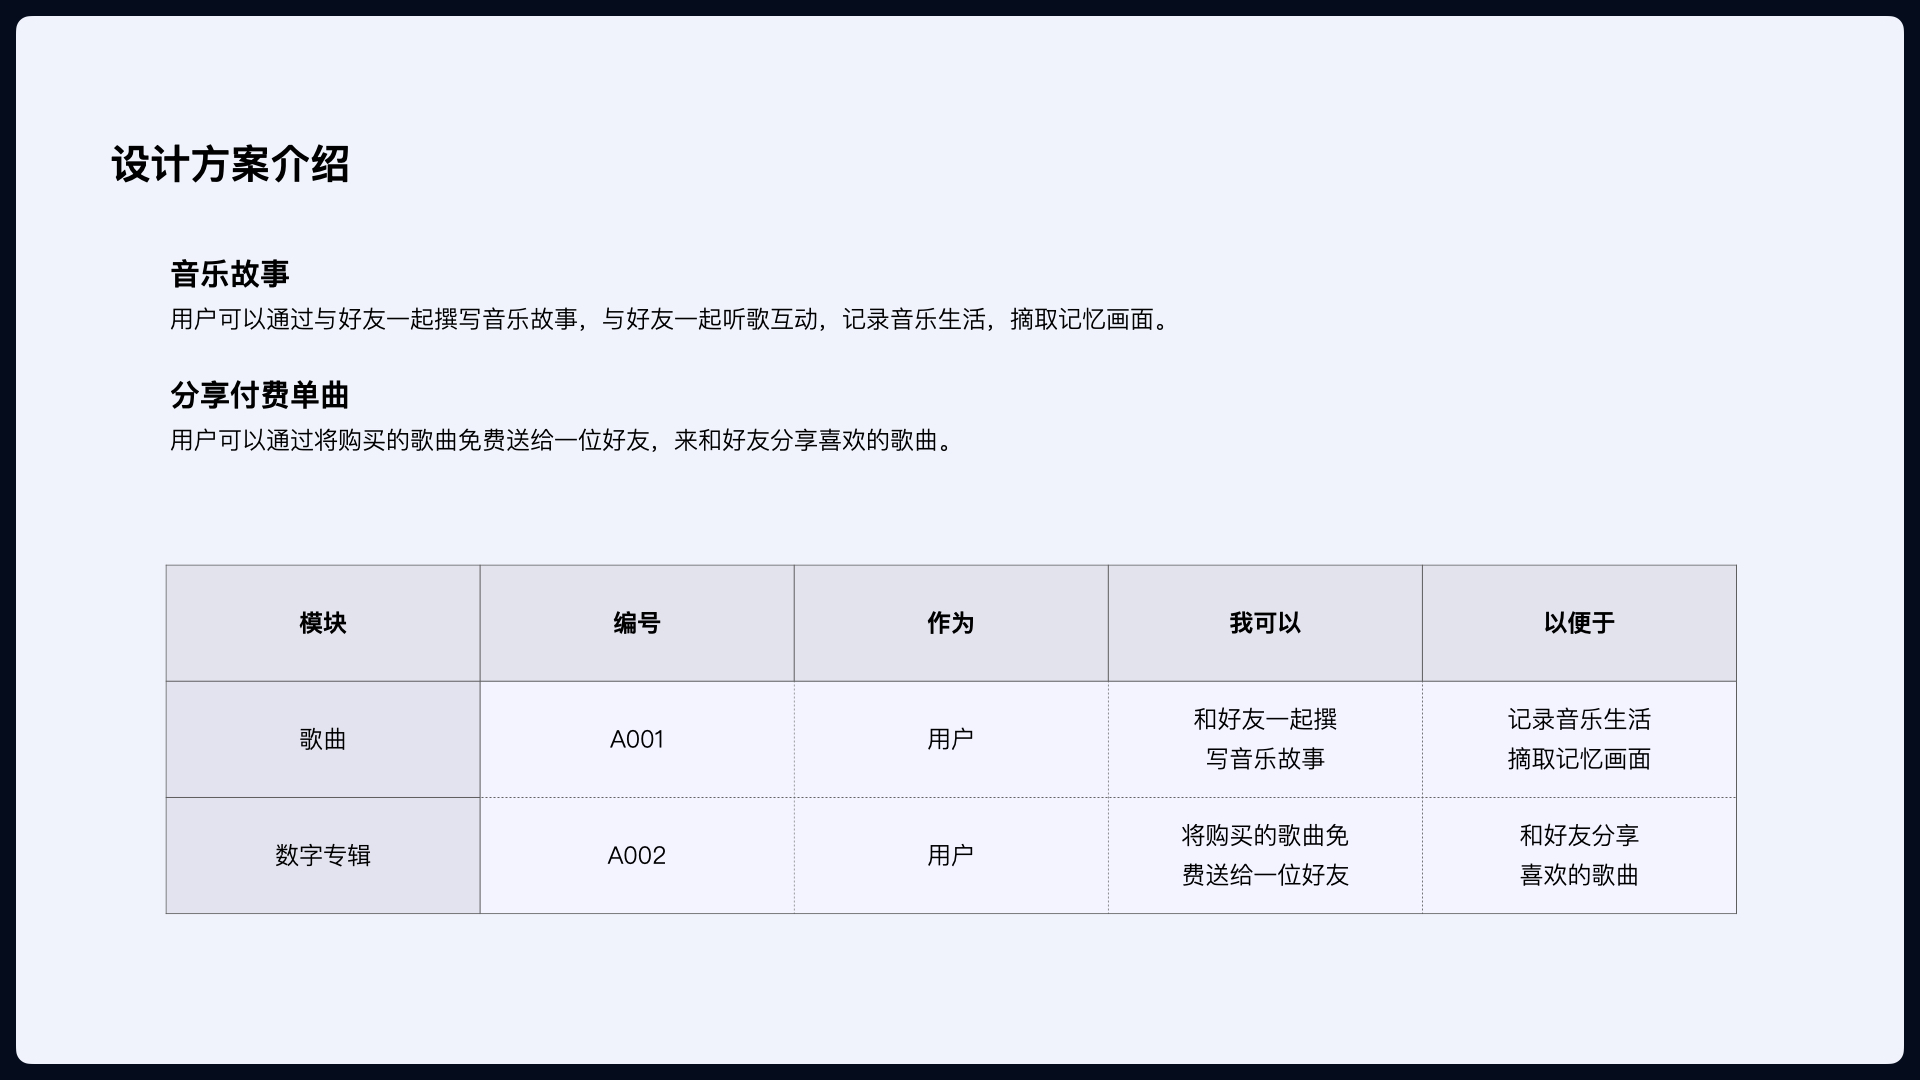 设计方案介绍
音乐故事
用户可以通过与好友一起撰写音乐故事，与好友一起听歌互动，记录音乐生活，摘取记忆画面。
分享付费单曲
用户可以通过将购买的歌曲免费送给一位好友，来和好友分享喜欢的歌曲。
模块 编号 作为 我可以 以便于
歌曲 A001 用户 和好友一起撰 记录音乐生活
写音乐故事 摘取记忆画面
数字专辑 A002 用户 将购买的歌曲免 和好友分享
费送给一位好友 喜欢的歌曲